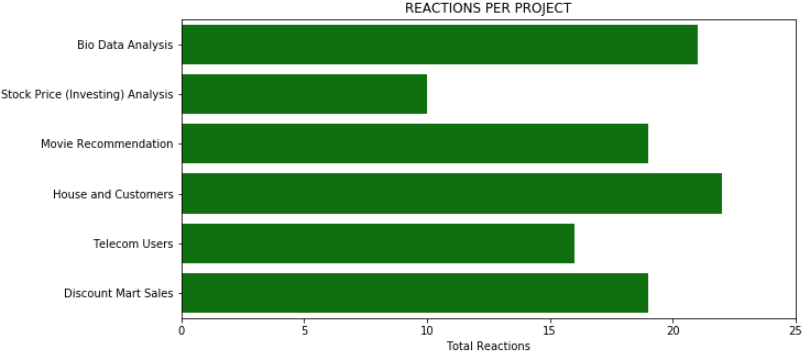 REACTIONS PER PROJECT
Bio Data Analysis
Stock Price (Investing) Analysis
Movie Recommendation
House and Customers
Telecom Users
Discount Mart Sales
0 5 10 15 20 25
Total Reactions